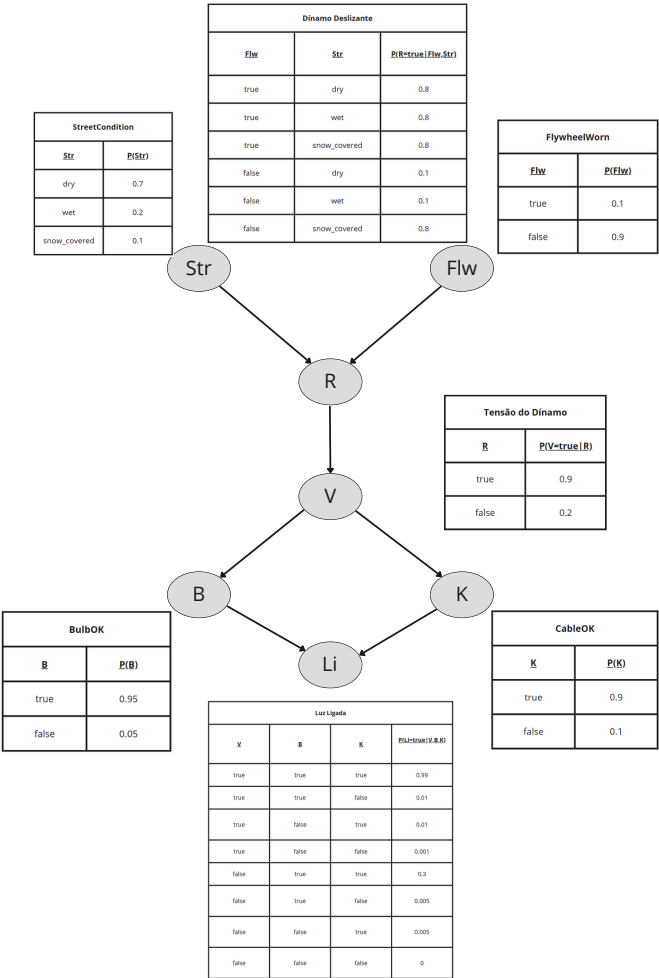 Dínamo Deslizante
Flw Str P(R=true|Flw,Str)
true dry 0.8
true wet 0.8
true snow_covered 0.8
false dry 0.1
false wet 0.1
false snow_covered 0.8
StreetCondition
Str P(Str)
dry 0.7
wet 0.2
snow_covered 0.1
FlywheelWorn
Flw P(Flw)
true 0.1
false 0.9
Str
Flw
R
Tensão do Dínamo
R P(V=true|R)
true 0.9
false 0.2
V
B
K
BulbOK
B P(B)
true 0.95
false 0.05
CableOK
K P(K)
true 0.9
false 0.1
Li
Luz Ligada
V B K P(Li=true|V,B,K)
true true true 0.99
true true false 0.01
true false true 0.01
true false false 0.001
false true true 0.3
false true false 0.005
false false true 0.005
false false false 0